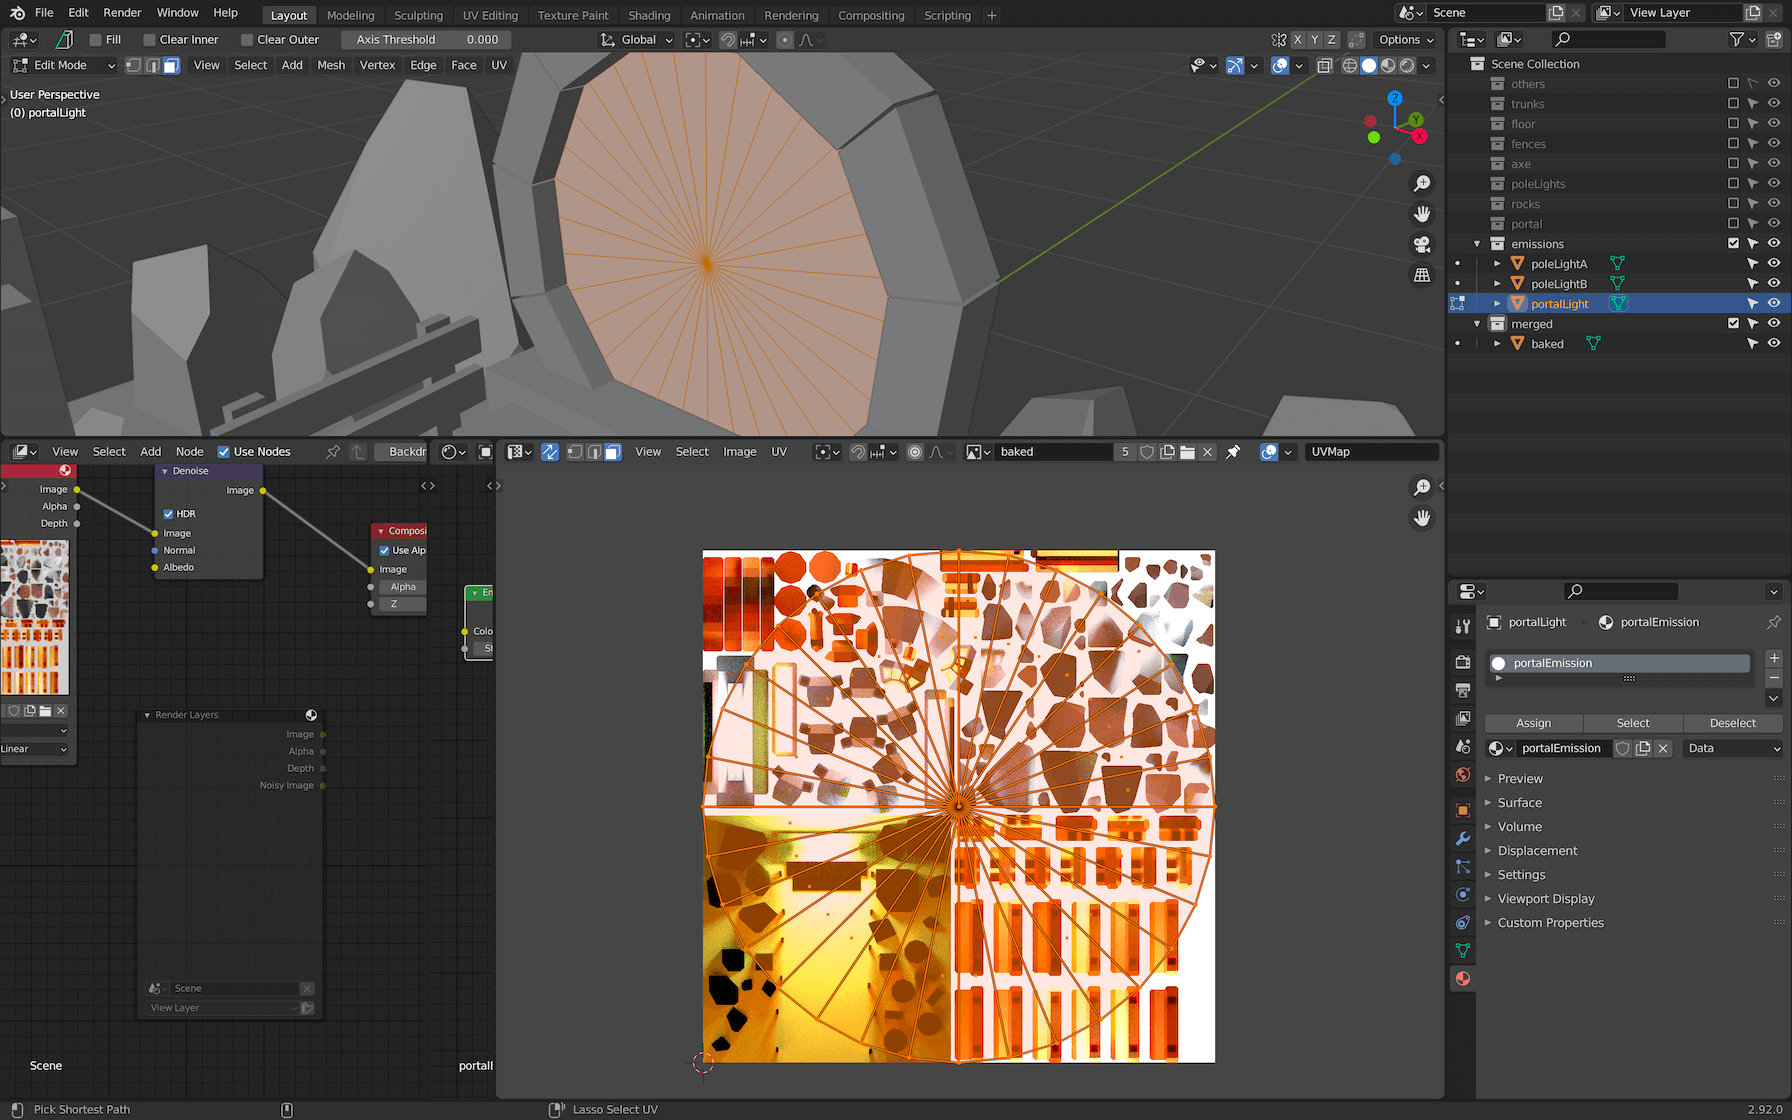 File Edit Render Window Help Layout Modeling Sculpting UV Editing Texture Paint Shading Animation Rendering Compositing Scripting + Scene View Layer
Fill Clear Inner Clear Outer Axis Threshold 0.000 Global X Y Z Options
Edit Mode View Select Add Mesh Vertex Edge Face UV
User Perspective
(0) portalLight
Z
Y
X
Scene Collection
others
trunks
floor
fences
axe
poleLights
rocks
portal
emissions
poleLightA
poleLightB
portalLight
merged
baked
View Select Add Node Use Nodes Backdr
Image
Alpha
Depth
Linear
Denoise
Image
HDR
Image
Normal
Albedo
Composi
Use Alp
Image
Alpha
Z
Em
Colo
St
Render Layers
Image
Alpha
Depth
Noisy Image
Scene
View Layer
Scene
portalE
View Select Image UV baked 5 UVMap
portalLight portalEmission
portalEmission
Assign Select Deselect
portalEmission Data
Preview
Surface
Volume
Displacement
Settings
Viewport Display
Custom Properties
Pick Shortest Path Lasso Select UV 2.92.0